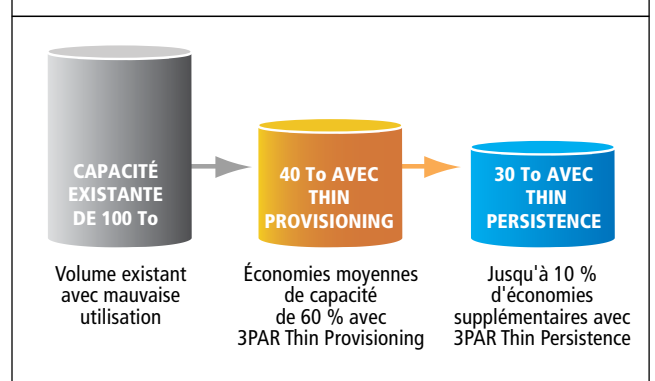 CAPACITÉ
EXISTANTE
DE 100 To
40 To AVEC
THIN
PROVISIONING
30 To AVEC
THIN
PERSISTENCE
Volume existant
avec mauvaise
utilisation
Économies moyennes
de capacité
de 60 % avec
3PAR Thin Provisioning
Jusqu'à 10 %
d'économies
supplémentaires avec
3PAR Thin Persistence